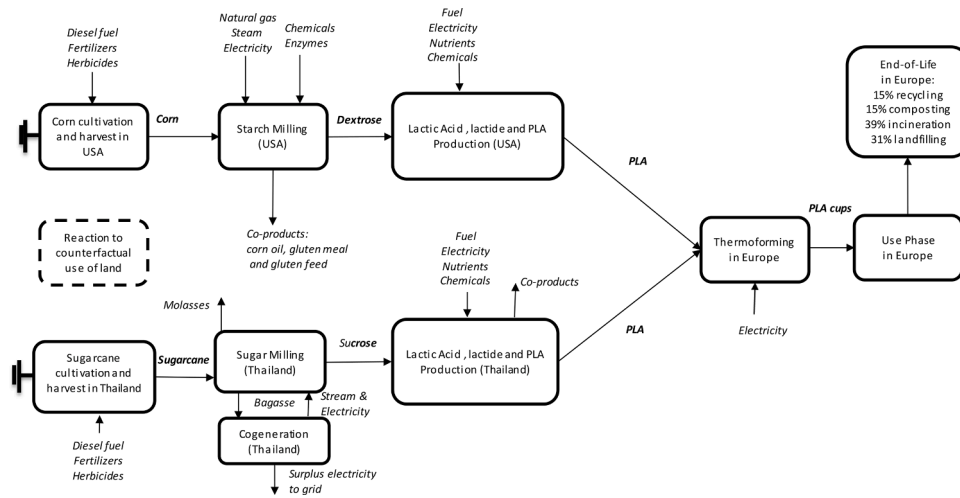 Diesel fuel
Fertilizers
Herbicides
Natural gas
Steam
Electricity
Chemicals
Enzymes
Fuel
Electricity
Nutrients
Chemicals
End-of-Life
in Europe:
15% recycling
15% composting
39% incineration
31% landfilling
Corn cultivation
and harvest in
USA
Corn
Starch Milling
(USA)
Dextrose
Lactic Acid , lactide and PLA
Production (USA)
PLA
Co-products:
corn oil, gluten meal
and gluten feed
Reaction to
counterfactual
use of land
Thermoforming
in Europe
PLA cups
Use Phase
in Europe
Electricity
Molasses
Fuel
Electricity
Nutrients
Chemicals
Co-products
Sugarcane
cultivation and
harvest in Thailand
Sugarcane
Sugar Milling
(Thailand)
Sucrose
Lactic Acid , lactide and PLA
Production (Thailand)
PLA
Bagasse
Stream &
Electricity
Cogeneration
(Thailand)
Diesel fuel
Fertilizers
Herbicides
Surplus electricity
to grid